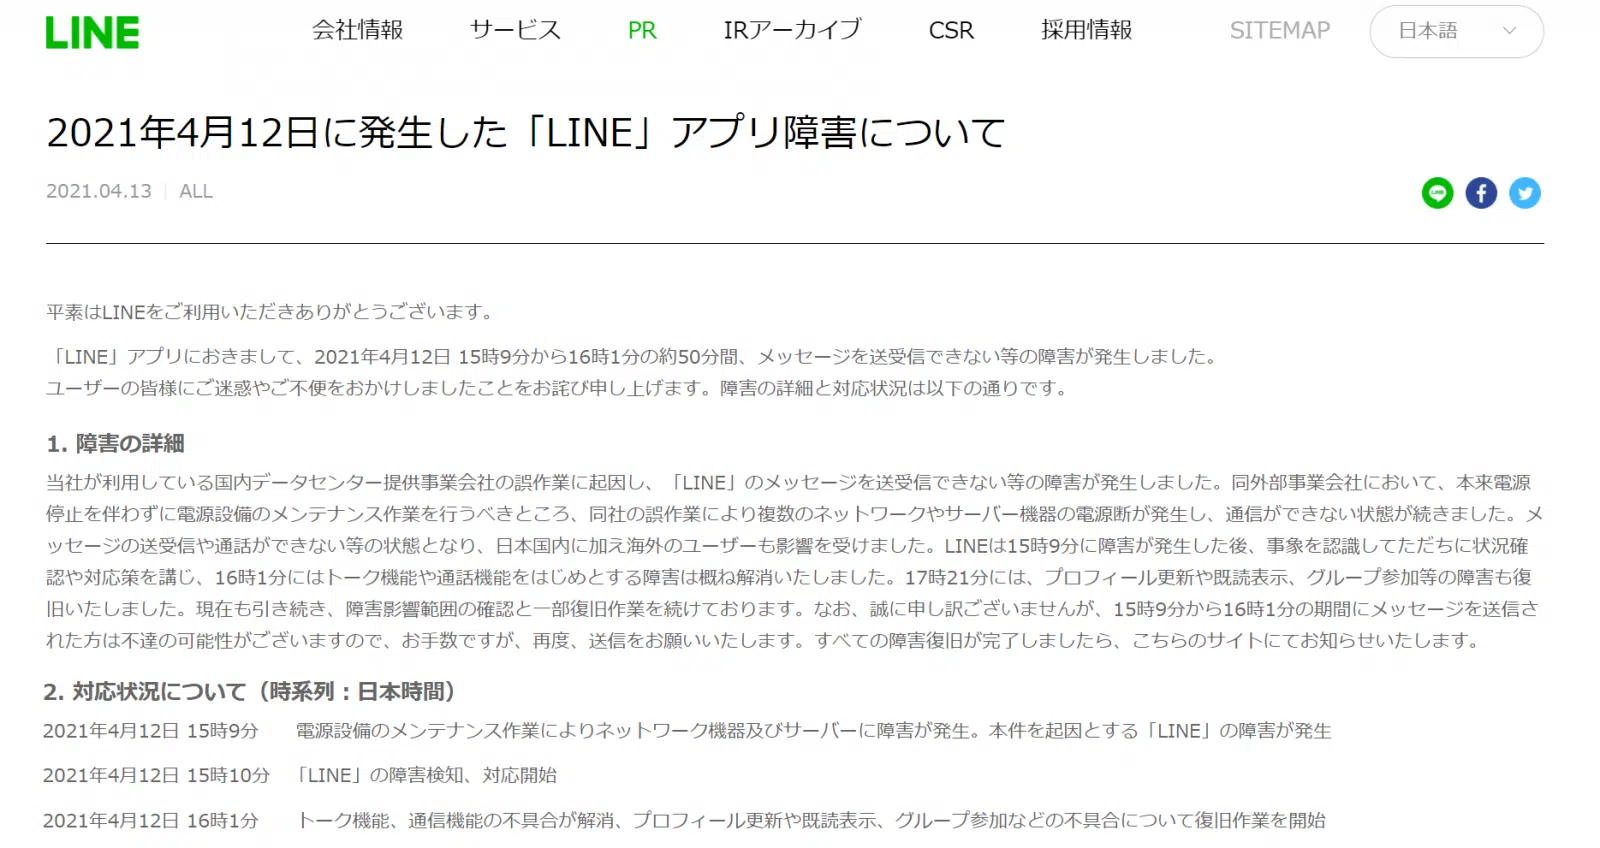 LINE 会社情報 サービス PR IRアーカイブ CSR 採用情報 SITEMAP 日本語
2021年4月12日に発生した「LINE」アプリ障害について
2021.04.13 ALL
平素はLINEをご利用いただきありがとうございます。
「LINE」アプリにおきまして、2021年4月12日 15時9分から16時1分の約50分間、メッセージを送受信できない等の障害が発生しました。
ユーザーの皆様にご迷惑やご不便をおかけしましたことをお詫び申し上げます。障害の詳細と対応状況は以下の通りです。
1. 障害の詳細
当社が利用している国内データセンター提供事業会社の誤作業に起因し、「LINE」のメッセージを送受信できない等の障害が発生しました。同外部事業会社において、本来電源
停止を伴わずに電源設備のメンテナンス作業を行うべきところ、同社の誤作業により複数のネットワークやサーバー機器の電源断が発生し、通信ができない状態が続きました。メ
ッセージの送受信や通話ができない等の状態となり、日本国内に加え海外のユーザーも影響を受けました。LINEは15時9分に障害が発生した後、事象を認識してただちに状況確
認や対応策を講じ、16時1分にはトーク機能や通話機能をはじめとする障害は概ね解消いたしました。17時21分には、プロフィール更新や既読表示、グループ参加等の障害も復
旧いたしました。現在も引き続き、障害影響範囲の確認と一部復旧作業を続けております。なお、誠に申し訳ございませんが、15時9分から16時1分の期間にメッセージを送信さ
れた方は不達の可能性がございますので、お手数ですが、再度、送信をお願いいたします。すべての障害復旧が完了しましたら、こちらのサイトにてお知らせいたします。
2. 対応状況について（時系列：日本時間）
2021年4月12日 15時9分 電源設備のメンテナンス作業によりネットワーク機器及びサーバーに障害が発生。本件を起因とする「LINE」の障害が発生
2021年4月12日 15時10分 「LINE」の障害検知、対応開始
2021年4月12日 16時1分 トーク機能、通信機能の不具合が解消、プロフィール更新や既読表示、グループ参加などの不具合について復旧作業を開始